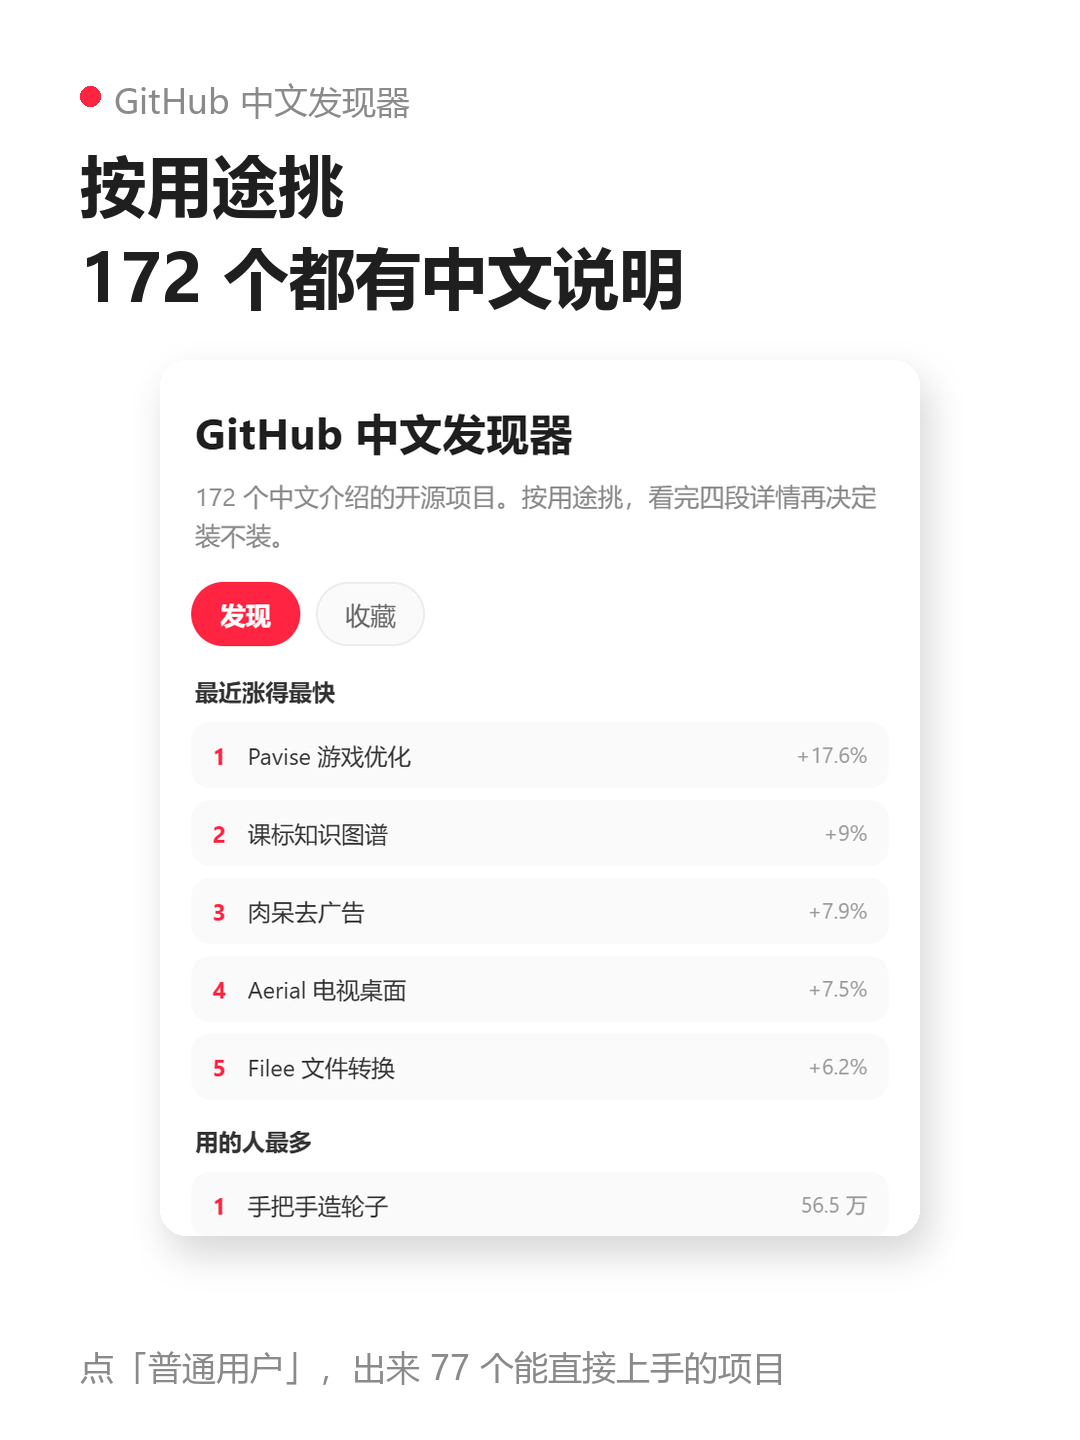 GitHub 中文发现器
按用途挑
172 个都有中文说明
GitHub 中文发现器
172 个中文介绍的开源项目。按用途挑，看完四段详情再决定
装不装。
发现 收藏
最近涨得最快
1 Pavise 游戏优化 +17.6%
2 课标知识图谱 +9%
3 肉呆去广告 +7.9%
4 Aerial 电视桌面 +7.5%
5 Filee 文件转换 +6.2%
用的人最多
1 手把手造轮子 56.5 万
点「普通用户」，出来 77 个能直接上手的项目